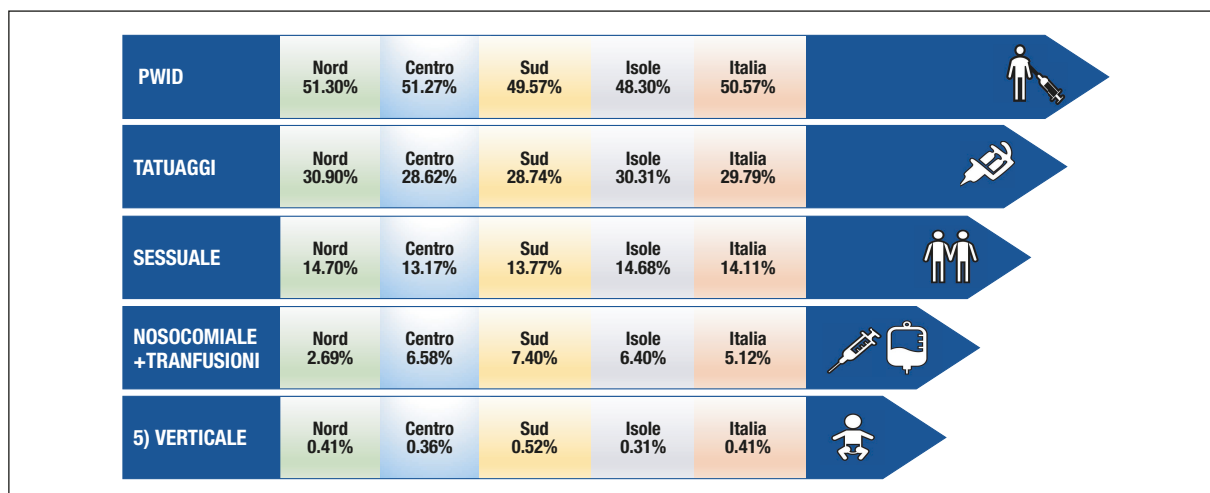 PWID
Nord
51.30%
Centro
51.27%
Sud
49.57%
Isole
48.30%
Italia
50.57%
TATUAGGI
Nord
30.90%
Centro
28.62%
Sud
28.74%
Isole
30.31%
Italia
29.79%
SESSUALE
Nord
14.70%
Centro
13.17%
Sud
13.77%
Isole
14.68%
Italia
14.11%
NOSOCOMIALE
+TRANFUSIONI
Nord
2.69%
Centro
6.58%
Sud
7.40%
Isole
6.40%
Italia
5.12%
5) VERTICALE
Nord
0.41%
Centro
0.36%
Sud
0.52%
Isole
0.31%
Italia
0.41%